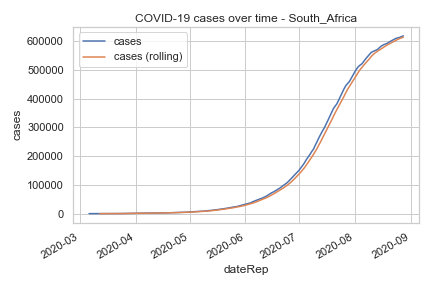 COVID-19 cases over time - South_Africa
cases
cases (rolling)
600000
500000
400000
300000
200000
100000
0
cases
2020-03
2020-04
2020-05
2020-06
2020-07
2020-08
2020-09
dateRep